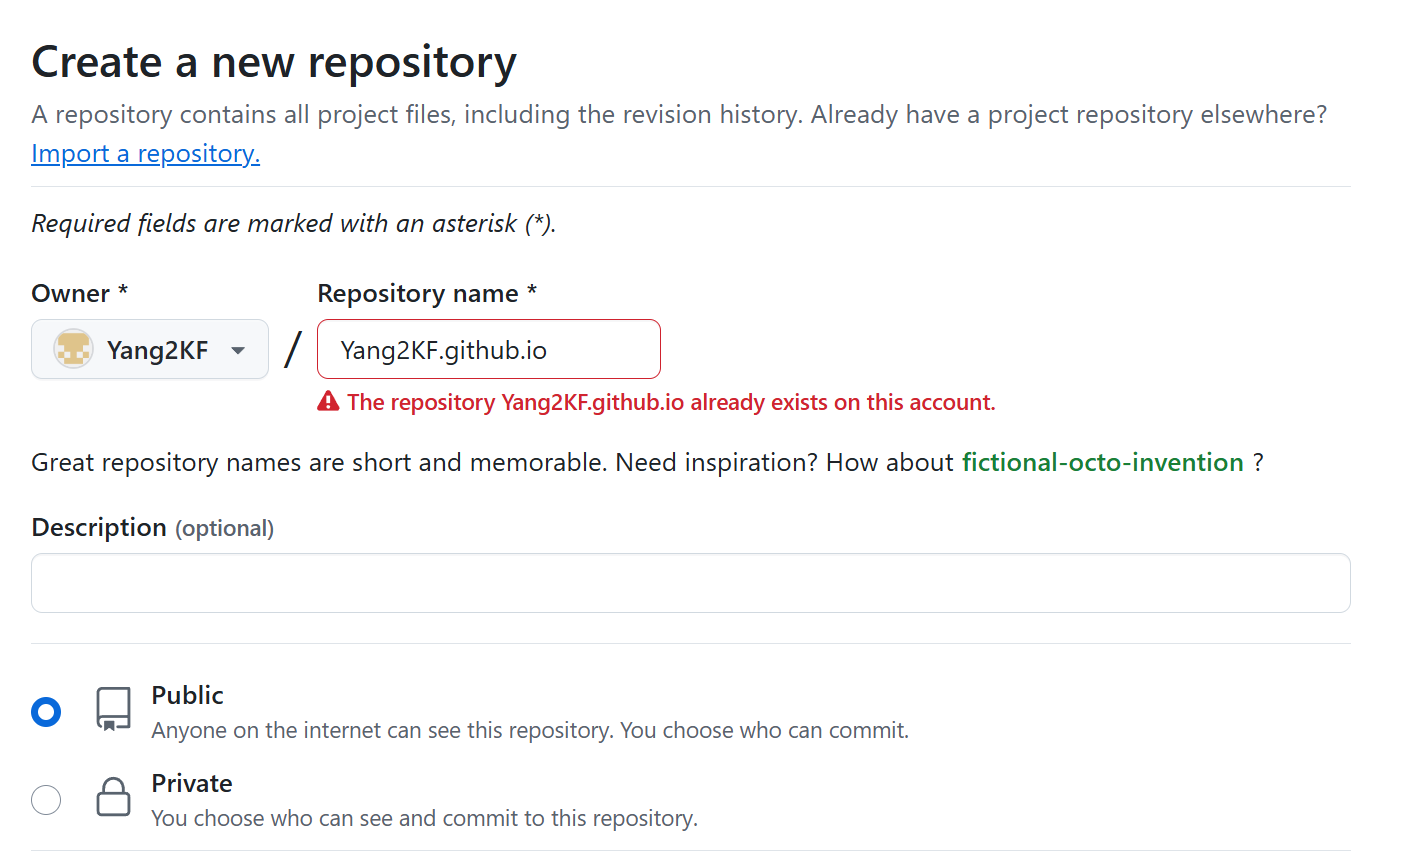 Create a new repository
A repository contains all project files, including the revision history. Already have a project repository elsewhere?
Import a repository.
Required fields are marked with an asterisk (*).
Owner *
Repository name *
Yang2KF / Yang2KF.github.io
The repository Yang2KF.github.io already exists on this account.
Great repository names are short and memorable. Need inspiration? How about fictional-octo-invention ?
Description (optional)
Public
Anyone on the internet can see this repository. You choose who can commit.
Private
You choose who can see and commit to this repository.